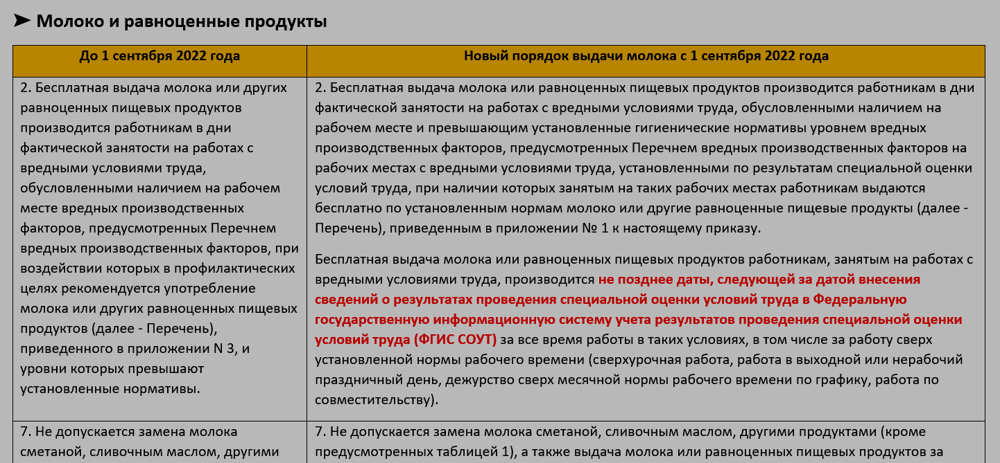 ➤ Молоко и равноценные продукты
До 1 сентября 2022 года
Новый порядок выдачи молока с 1 сентября 2022 года
2. Бесплатная выдача молока или других
равноценных пищевых продуктов
производится работникам в дни
фактической занятости на работах с
вредными условиями труда,
обусловленными наличием на рабочем
месте вредных производственных
факторов, предусмотренных Перечнем
вредных производственных факторов, при
воздействии которых в профилактических
целях рекомендуется употребление
молока или других равноценных пищевых
продуктов (далее - Перечень),
приведенного в приложении N 3, и
уровни которых превышают
установленные нормативы.
2. Бесплатная выдача молока или равноценных пищевых продуктов производится работникам в дни
фактической занятости на работах с вредными условиями труда, обусловленными наличием на
рабочем месте и превышающим установленные гигиенические нормативы уровнем вредных
производственных факторов, предусмотренных Перечнем вредных производственных факторов на
рабочих местах с вредными условиями труда, установленными по результатам специальной оценки
условий труда, при наличии которых занятым на таких рабочих местах работникам выдаются
бесплатно по установленным нормам молоко или другие равноценные пищевые продукты (далее -
Перечень), приведенным в приложении № 1 к настоящему приказу.
Бесплатная выдача молока или равноценных пищевых продуктов работникам, занятым на работах с
вредными условиями труда, производится не позднее даты, следующей за датой внесения
сведений о результатах проведения специальной оценки условий труда в Федеральную
государственную информационную систему учета результатов проведения специальной оценки
условий труда (ФГИС СОУТ) за все время работы в таких условиях, в том числе за работу сверх
установленной нормы рабочего времени (сверхурочная работа, работа в выходной или нерабочий
праздничный день, дежурство сверх месячной нормы рабочего времени по графику, работа по
совместительству).
7. Не допускается замена молока
сметаной, сливочным маслом, другими
7. Не допускается замена молока сметаной, сливочным маслом, другими продуктами (кроме
предусмотренных таблицей 1), а также выдача молока или равноценных пищевых продуктов за